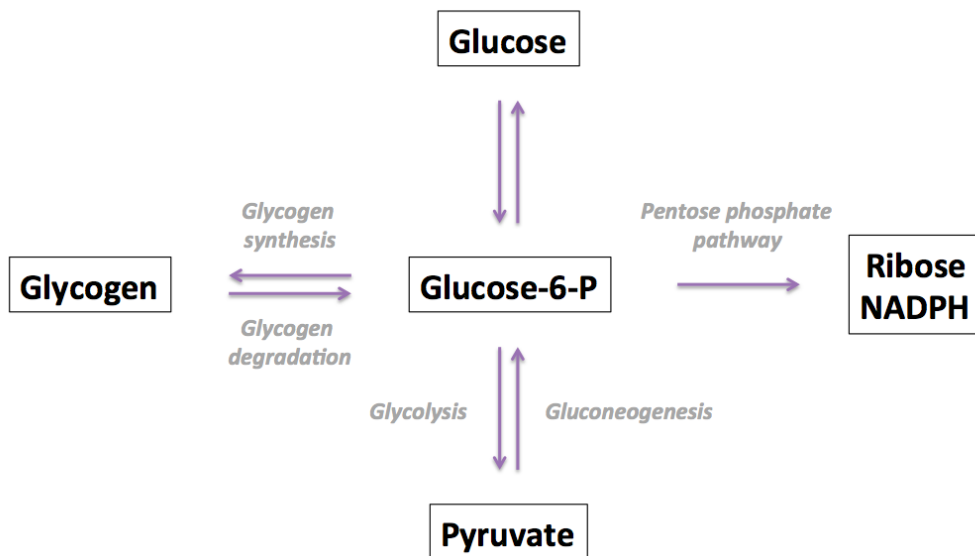 Glucose
Glycogen
synthesis
Pentose phosphate
pathway
Glycogen
Glucose-6-P
Ribose
NADPH
Glycogen
degradation
Glycolysis
Gluconeogenesis
Pyruvate